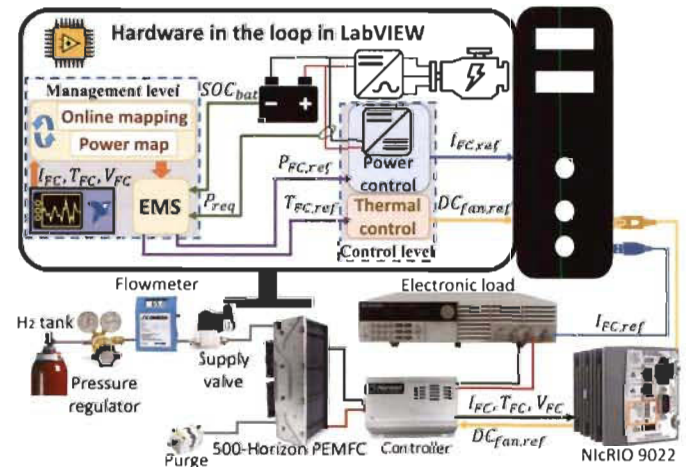 Hardware in the loop in LabVIEW
Management level
Online mapping
Power map
I_FC, T_FC, V_FC
EMS
SOC_bat
P_req
P_FC,ref
T_FC,ref
Power
control
Thermal
control
Control level
I_FC,ref
DC_fan,ref
Flowmeter
H2 tank
Pressure
regulator
Supply
valve
Purge
500-Horizon PEMFC
Electronic load
Controller
I_FC,ref
I_FC, T_FC, V_FC
DC_fan,ref
NIcRIO 9022